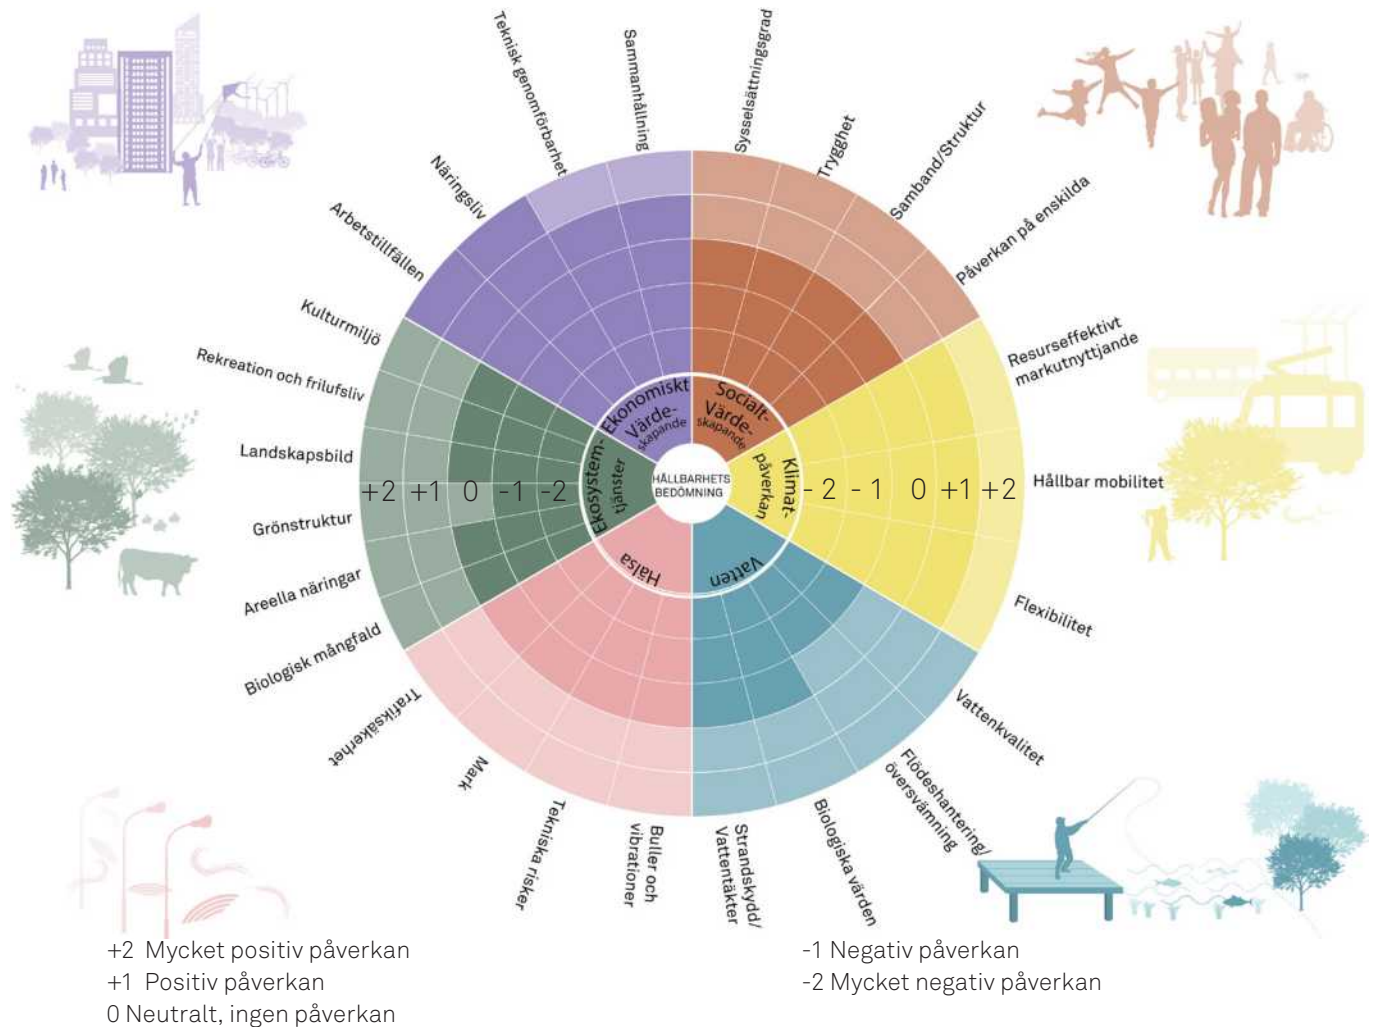 Teknisk genomförbarhet
Sammanhållning
Sysselsättningsgrad
Trygghet
Samband/Struktur
Påverkan på enskilda
Resurseffektivt
markutnyttjande
Hållbar mobilitet
Flexibilitet
Vattenkvalitet
Flödeshantering/
översvämning
Biologiska värden
Strandskydd/
Vattentäkter
Buller och
vibrationer
Tekniska risker
Mark
Trafiksäkerhet
Biologisk mångfald
Areella näringar
Grönstruktur
Landskapsbild
Rekreation och frilufsliv
Kulturmiljö
Arbetstillfällen
Näringsliv
Ekonomiskt
Värde-
skapande
Socialt-
Värde-
skapande
Klimat-
påverkan
Vatten
Hälsa
Ekosystem-
tjänster
HÅLLBARHETS
BEDÖMNING
+2 +1 0 -1 -2
- 2 - 1 0 +1 +2
+2 Mycket positiv påverkan
+1 Positiv påverkan
0 Neutralt, ingen påverkan
-1 Negativ påverkan
-2 Mycket negativ påverkan